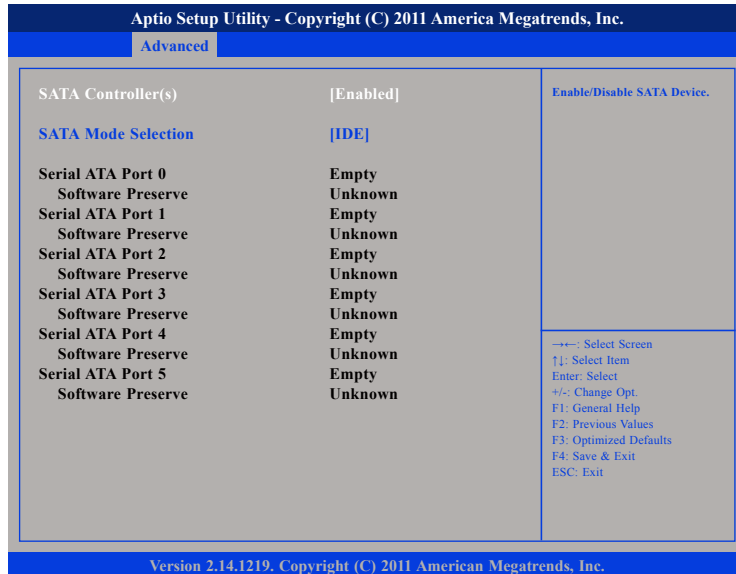 Aptio Setup Utility - Copyright (C) 2011 America Megatrends, Inc.
Advanced
SATA Controller(s) [Enabled]
SATA Mode Selection [IDE]
Serial ATA Port 0 Empty
Software Preserve Unknown
Serial ATA Port 1 Empty
Software Preserve Unknown
Serial ATA Port 2 Empty
Software Preserve Unknown
Serial ATA Port 3 Empty
Software Preserve Unknown
Serial ATA Port 4 Empty
Software Preserve Unknown
Serial ATA Port 5 Empty
Software Preserve Unknown
Enable/Disable SATA Device.
→←: Select Screen
↑↓: Select Item
Enter: Select
+/-: Change Opt.
F1: General Help
F2: Previous Values
F3: Optimized Defaults
F4: Save & Exit
ESC: Exit
Version 2.14.1219. Copyright (C) 2011 American Megatrends, Inc.